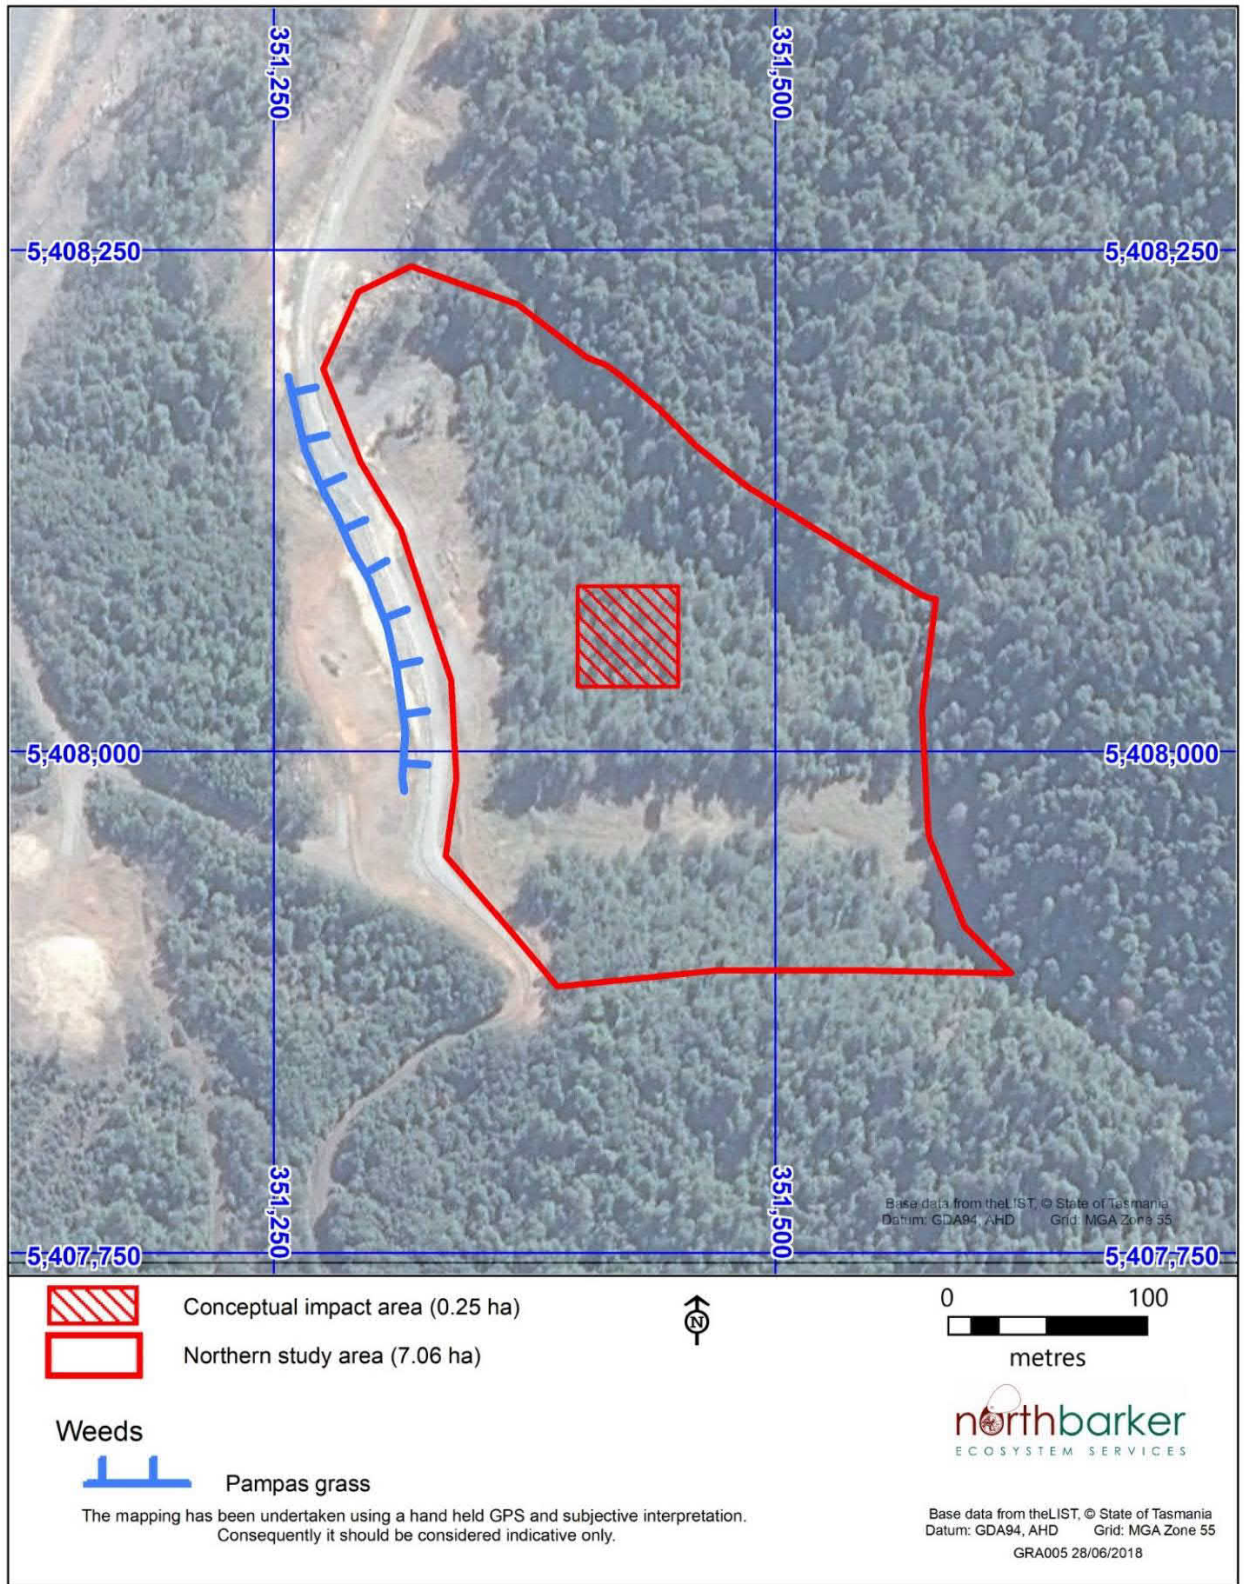 351,250
351,500
5,408,250
5,408,250
5,408,000
5,408,000
351,250
351,500
Base data from theLIST, © State of Tasmania
Datum: GDA94, AHD Grid: MGA Zone 55
5,407,750
5,407,750
Conceptual impact area (0.25 ha)
Northern study area (7.06 ha)
N
0 100
metres
northbarker
ECOSYSTEM SERVICES
Weeds
Pampas grass
The mapping has been undertaken using a hand held GPS and subjective interpretation.
Consequently it should be considered indicative only.
Base data from theLIST, © State of Tasmania
Datum: GDA94, AHD Grid: MGA Zone 55
GRA005 28/06/2018